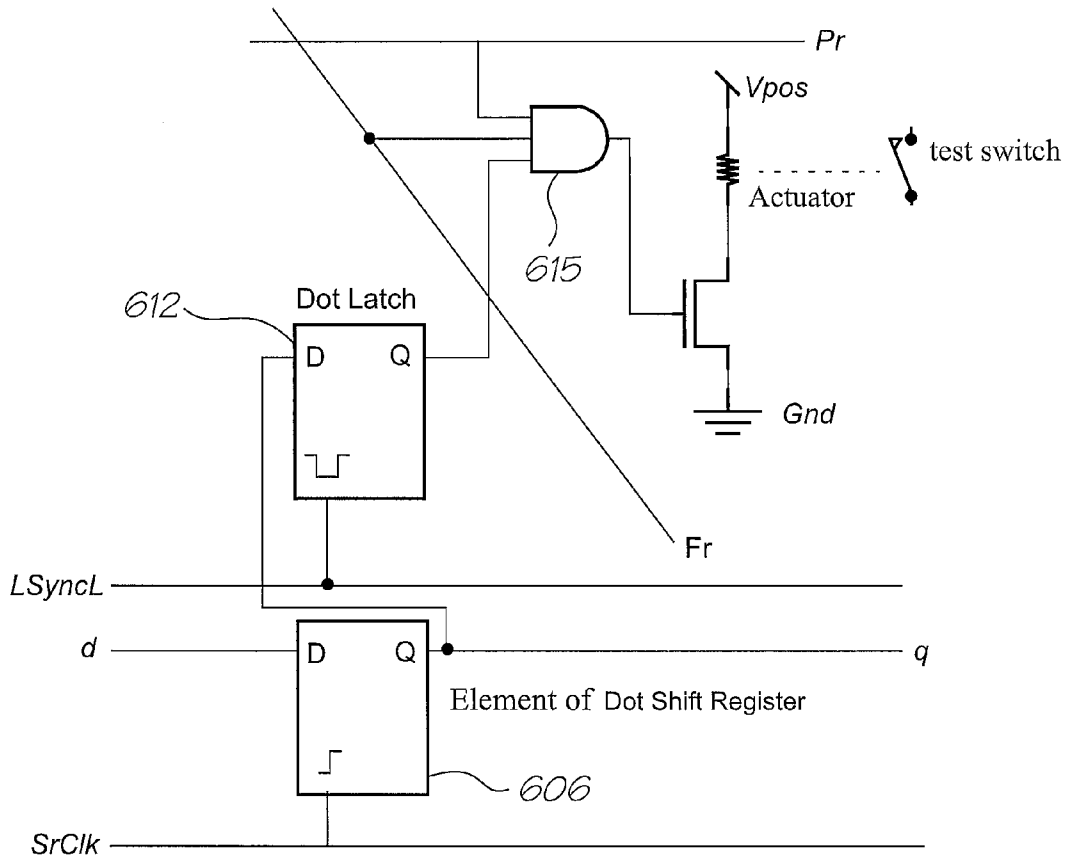 Pr
Vpos
test switch
Actuator
615
612
Dot Latch
D Q
Gnd
Fr
LSyncL
d
D Q
q
Element of Dot Shift Register
606
SrClk